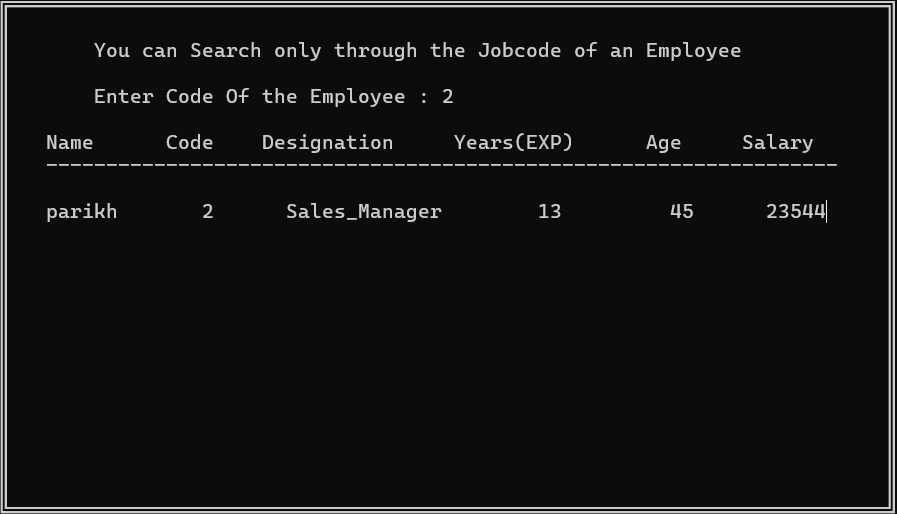 You can Search only through the Jobcode of an Employee
Enter Code Of the Employee : 2
Name Code Designation Years(EXP) Age Salary
------------------------------------------------------------------
parikh 2 Sales_Manager 13 45 23544